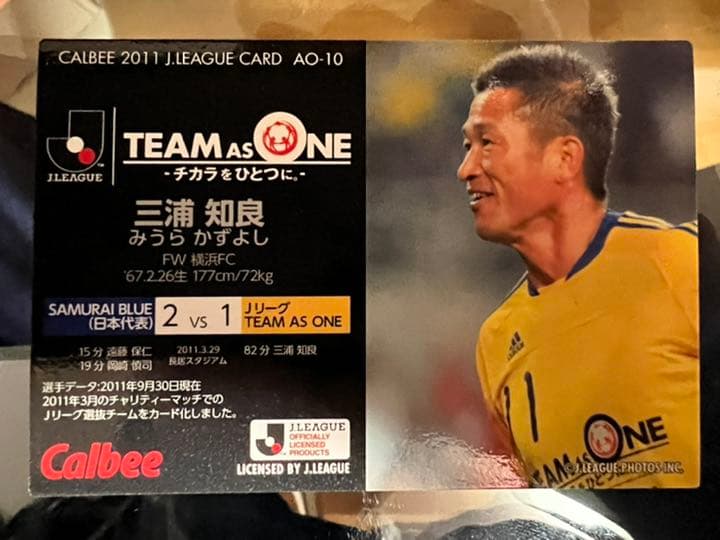 CALBEE 2011 J.LEAGUE CARD AO-10
J.LEAGUE™
TEAM AS ONE
-チカラをひとつに。-
三浦 知良
みうら かずよし
FW 横浜FC
'67.2.26生 177cm/72kg
SAMURAI BLUE (日本代表) 2 VS 1 Jリーグ TEAM AS ONE
15分 遠藤 保仁
19分 岡崎 慎司
2011.3.29
長居スタジアム
82分 三浦 知良
選手データ:2011年9月30日現在
2011年3月のチャリティーマッチでの
Jリーグ選抜チームをカード化しました。
Calbee
J.LEAGUE
OFFICIALLY
LICENSED
PRODUCTS
LICENSED BY J.LEAGUE
11
TEAM AS ONE
© J.LEAGUE PHOTOS INC.